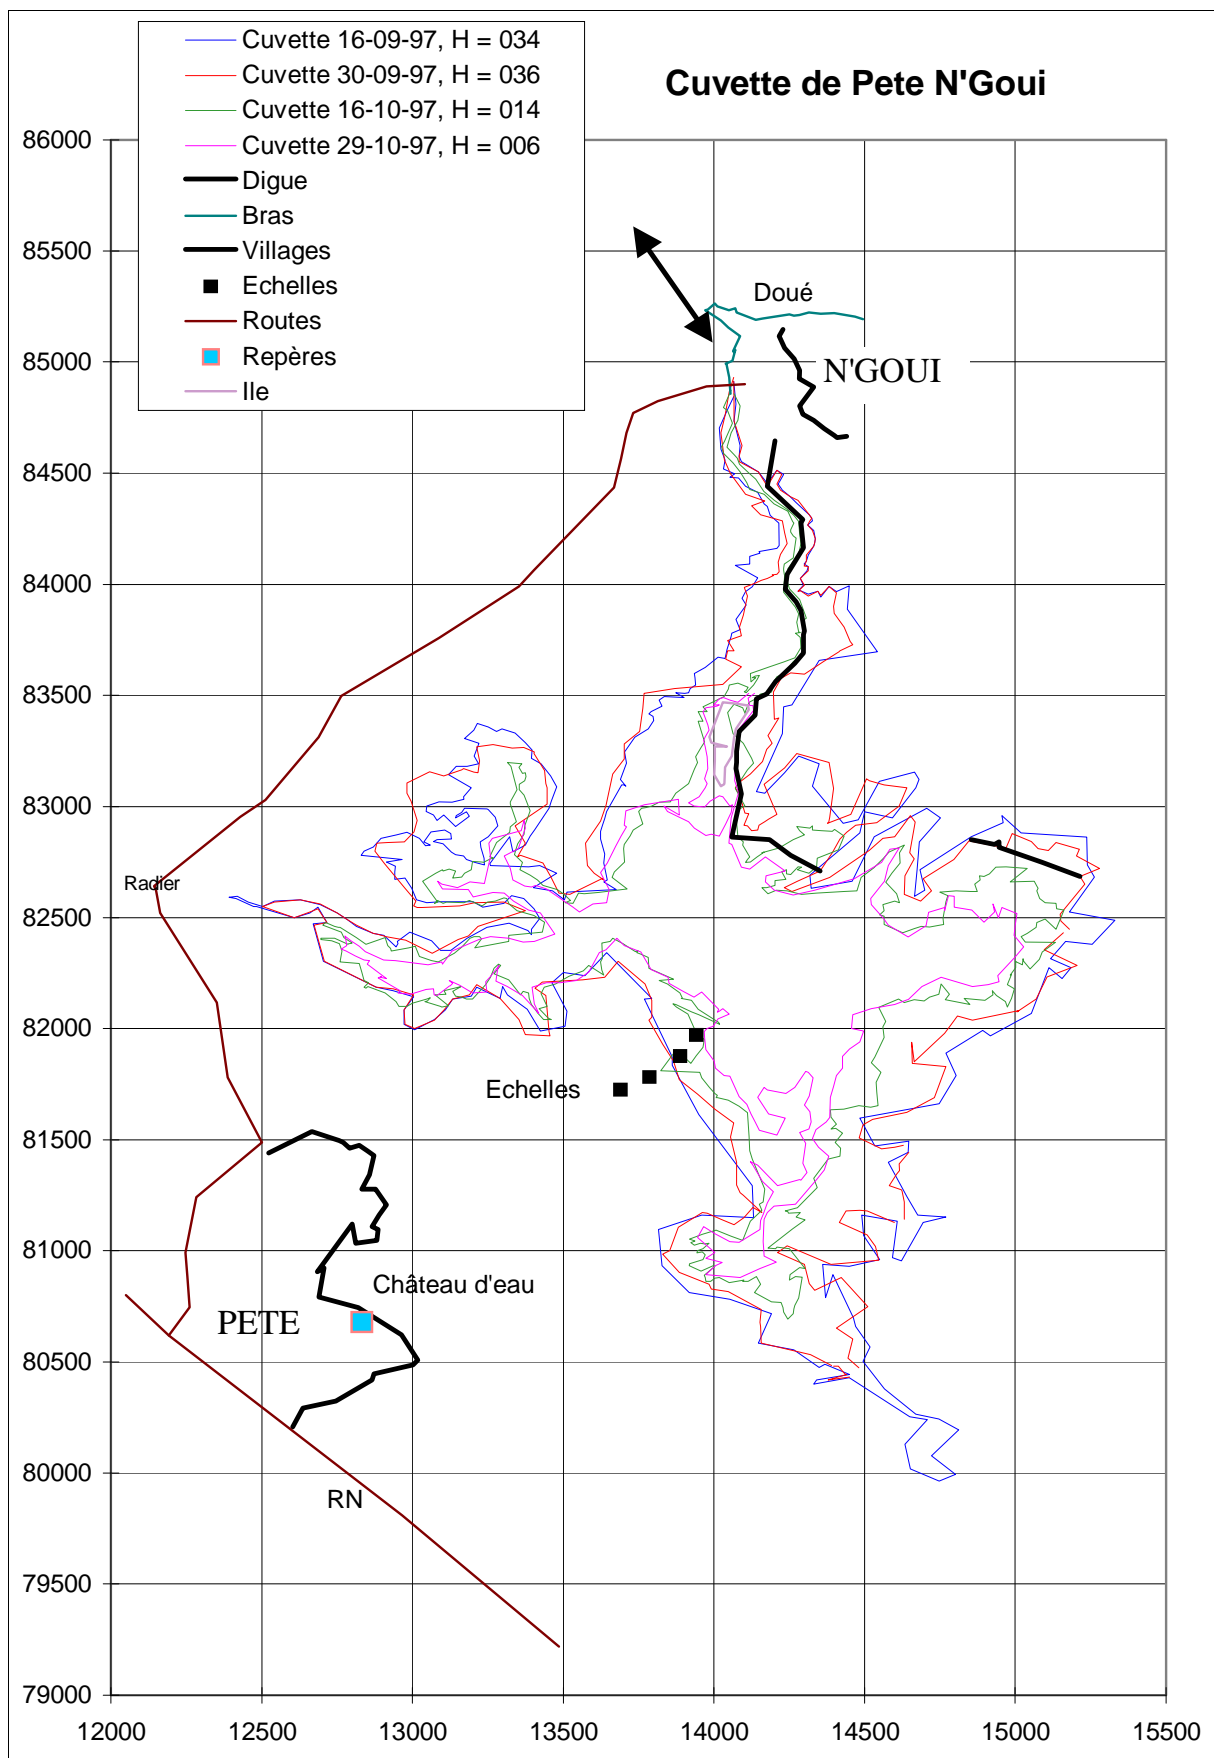 Cuvette 16-09-97, H = 034
Cuvette 30-09-97, H = 036
Cuvette 16-10-97, H = 014
Cuvette 29-10-97, H = 006
Digue
Bras
Villages
Echelles
Routes
Repères
Ile
Cuvette de Pete N'Goui
86000
85500
85000
84500
84000
83500
83000
82500
82000
81500
81000
80500
80000
79500
79000
Doué
N'GOUI
Radier
Echelles
Château d'eau
PETE
RN
12000 12500 13000 13500 14000 14500 15000 15500